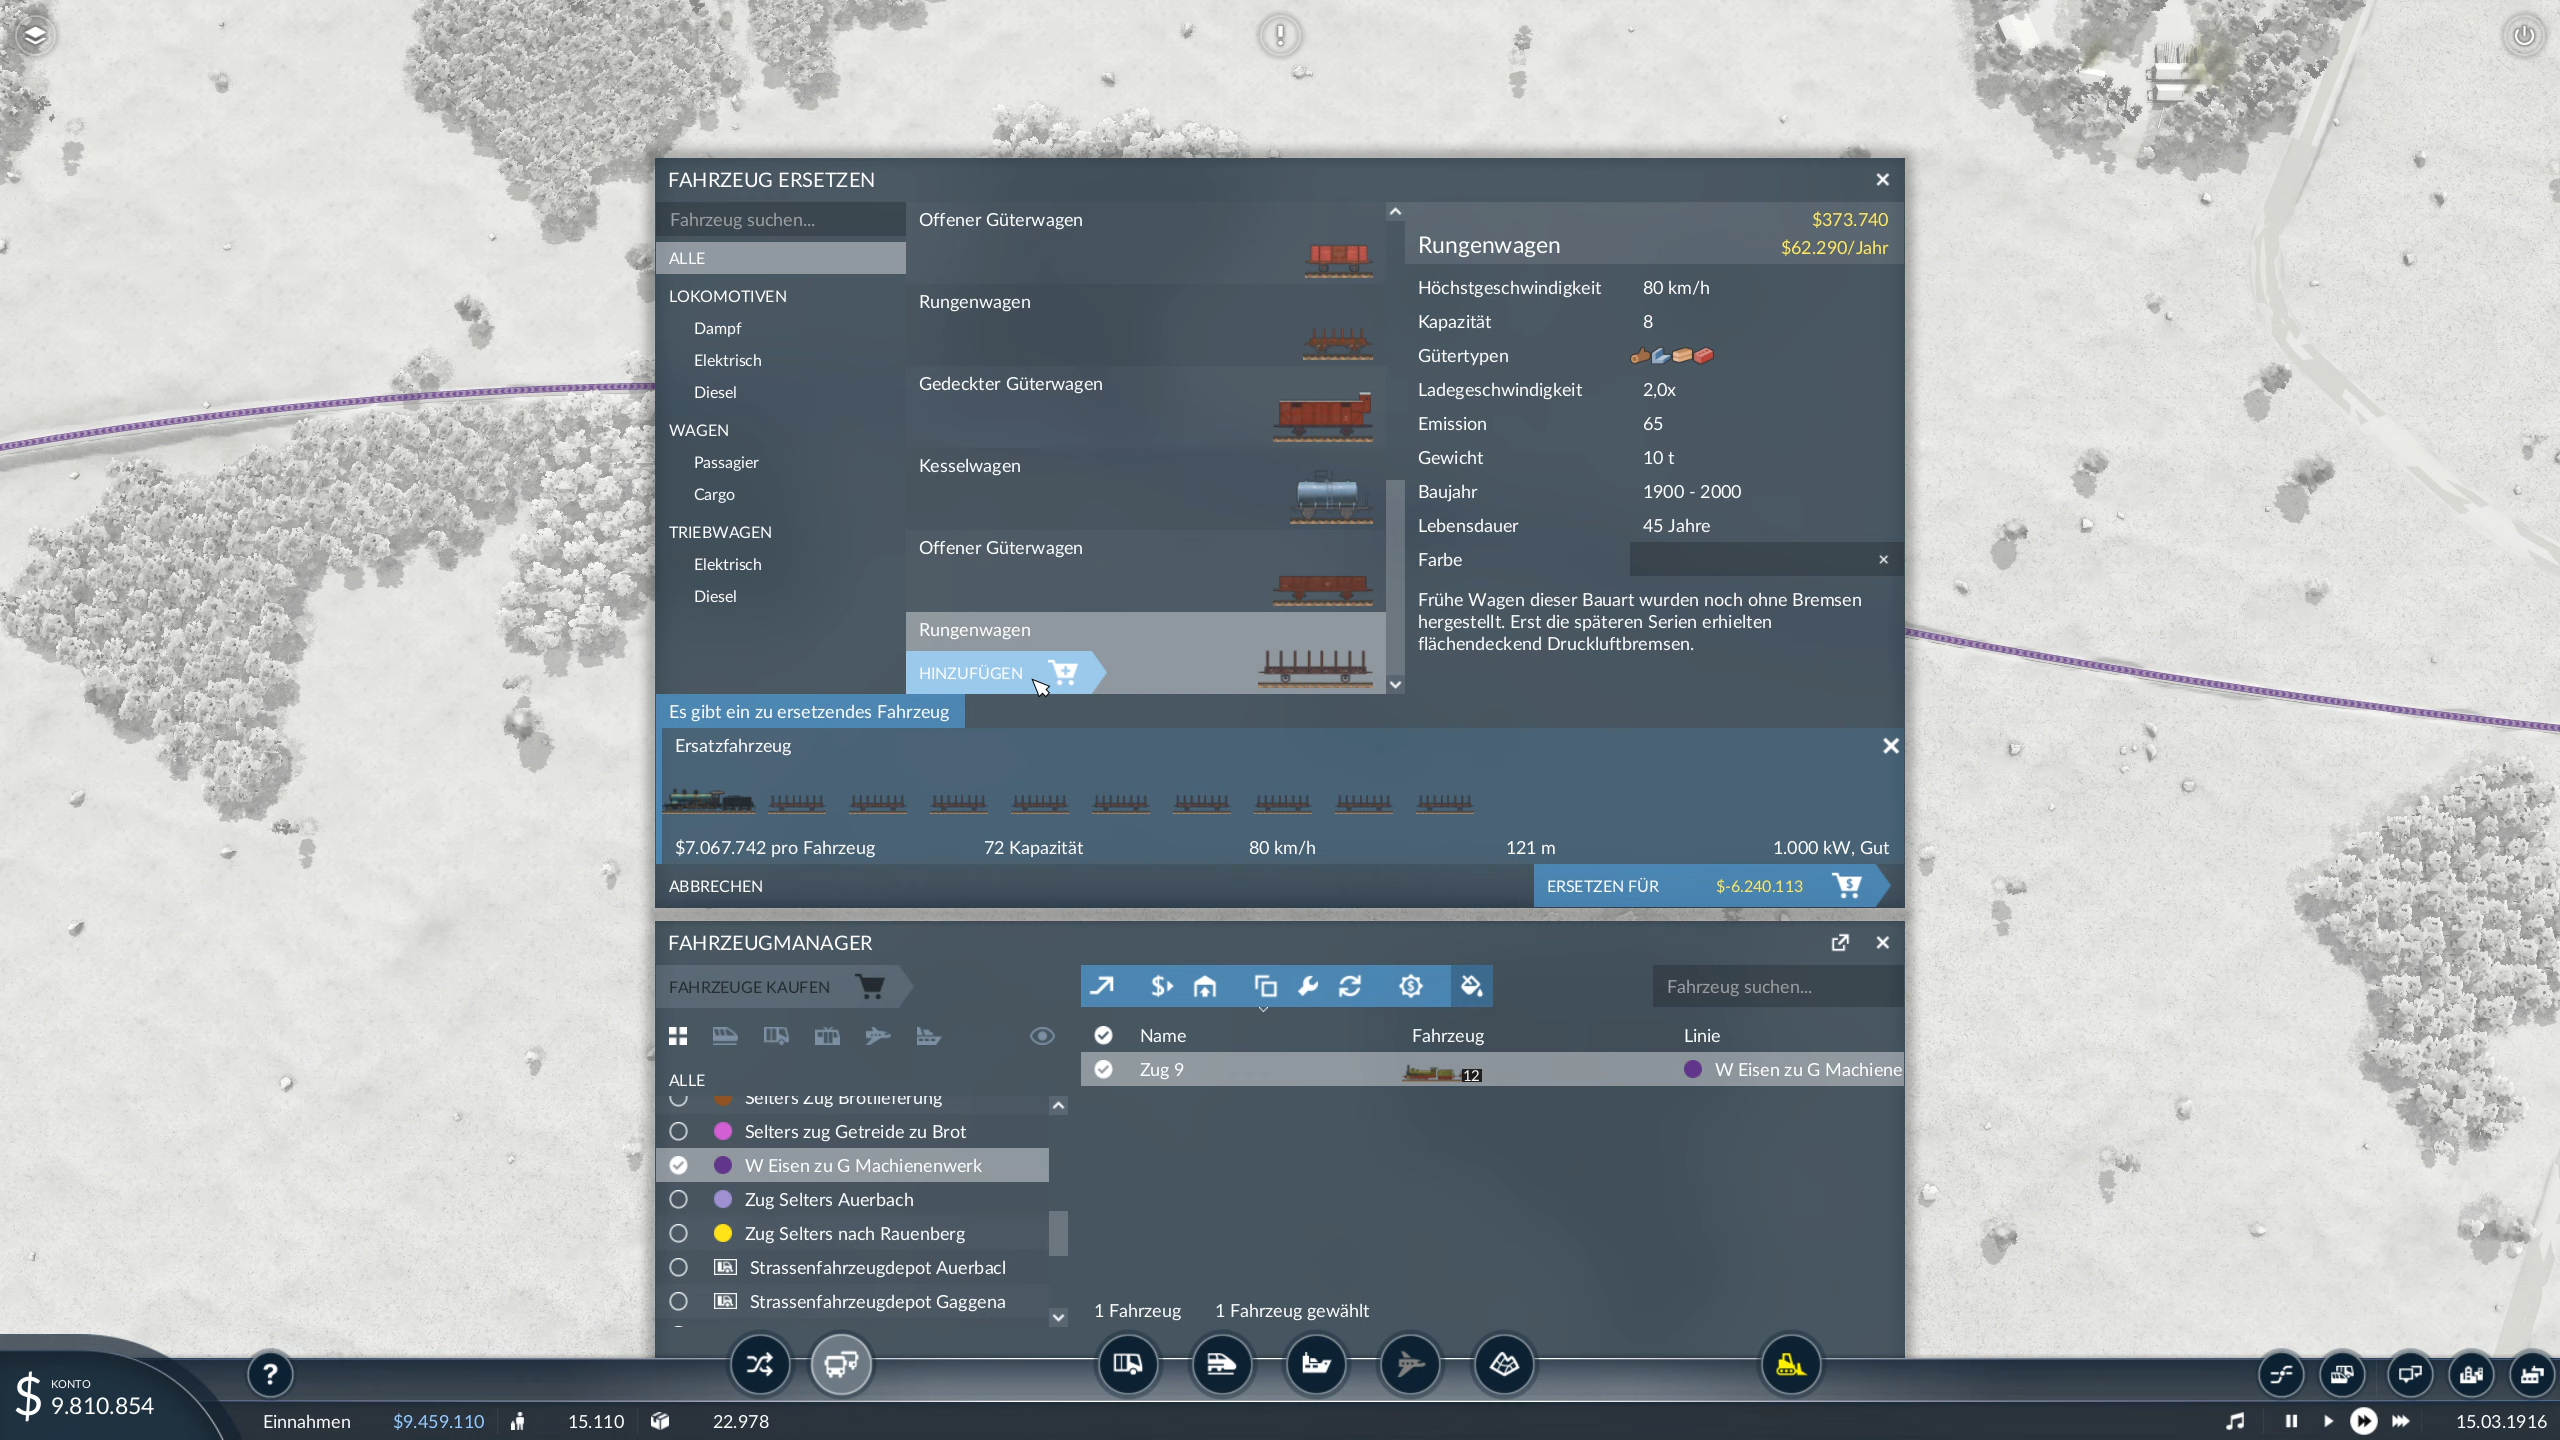 FAHRZEUG ERSETZEN
Fahrzeug suchen...
ALLE
LOKOMOTIVEN
Dampf
Elektrisch
Diesel
WAGEN
Passagier
Cargo
TRIEBWAGEN
Elektrisch
Diesel
Offener Güterwagen
Rungenwagen
Gedeckter Güterwagen
Kesselwagen
Offener Güterwagen
Rungenwagen
HINZUFÜGEN
$373.740
Rungenwagen
$62.290/Jahr
Höchstgeschwindigkeit 80 km/h
Kapazität 8
Gütertypen
Ladegeschwindigkeit 2,0x
Emission 65
Gewicht 10 t
Baujahr 1900 - 2000
Lebensdauer 45 Jahre
Farbe
Frühe Wagen dieser Bauart wurden noch ohne Bremsen
hergestellt. Erst die späteren Serien erhielten
flächendeckend Druckluftbremsen.
Es gibt ein zu ersetzendes Fahrzeug
Ersatzfahrzeug
$7.067.742 pro Fahrzeug 72 Kapazität 80 km/h 121 m 1.000 kW, Gut
ABBRECHEN
ERSETZEN FÜR $-6.240.113
FAHRZEUGMANAGER
FAHRZEUGE KAUFEN
Fahrzeug suchen...
ALLE
Selters Zug Brotlieferung
Selters zug Getreide zu Brot
W Eisen zu G Machienenwerk
Zug Selters Auerbach
Zug Selters nach Rauenberg
Strassenfahrzeugdepot Auerbacl
Strassenfahrzeugdepot Gaggena
Name Fahrzeug Linie
Zug 9 12 W Eisen zu G Machiene
1 Fahrzeug 1 Fahrzeug gewählt
KONTO
$ 9.810.854
?
Einnahmen $9.459.110 15.110 22.978
15.03.1916